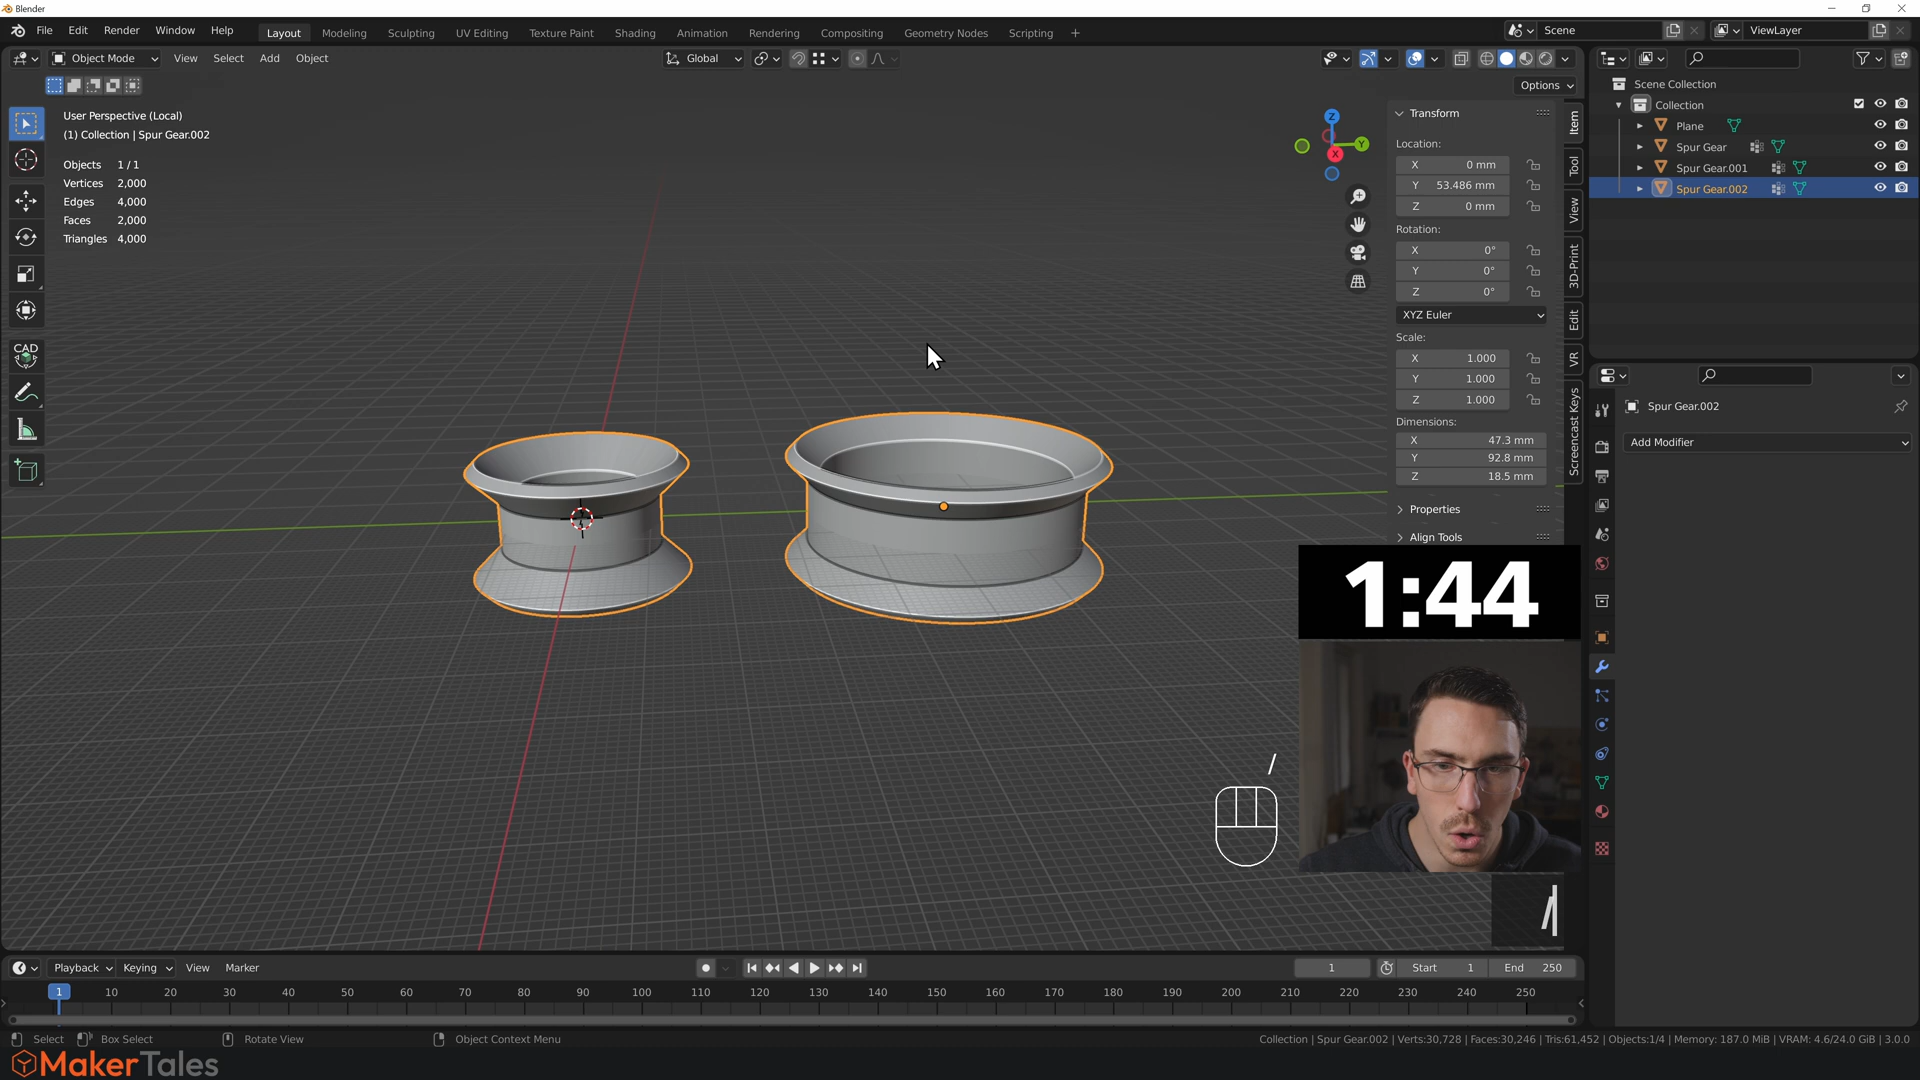 Blender
File Edit Render Window Help Layout Modeling Sculpting UV Editing Texture Paint Shading Animation Rendering Compositing Geometry Nodes Scripting + Scene ViewLayer
Object Mode View Select Add Object Global
Options
User Perspective (Local)
(1) Collection | Spur Gear.002
Objects 1 / 1
Vertices 2,000
Edges 4,000
Faces 2,000
Triangles 4,000
CAD
Z
Y
X
Transform
Location:
X 0 mm
Y 53.486 mm
Z 0 mm
Rotation:
X 0°
Y 0°
Z 0°
XYZ Euler
Scale:
X 1.000
Y 1.000
Z 1.000
Dimensions:
X 47.3 mm
Y 92.8 mm
Z 18.5 mm
Properties
Align Tools
Item
Tool
View
3D-Print
Edit
VR
Screencast Keys
Scene Collection
Collection
Plane
Spur Gear
Spur Gear.001
Spur Gear.002
Spur Gear.002
Add Modifier
1:44
/
Playback Keying View Marker 1 Start 1 End 250
1 10 20 30 40 50 60 70 80 90 100 110 120 130 140 150 160 170 180 190 200 210 220 230 240 250
Select Box Select Rotate View Object Context Menu Collection | Spur Gear.002 | Verts:30,728 | Faces:30,246 | Tris:61,452 | Objects:1/4 | Memory: 187.0 MiB | VRAM: 4.6/24.0 GiB | 3.0.0
MakerTales